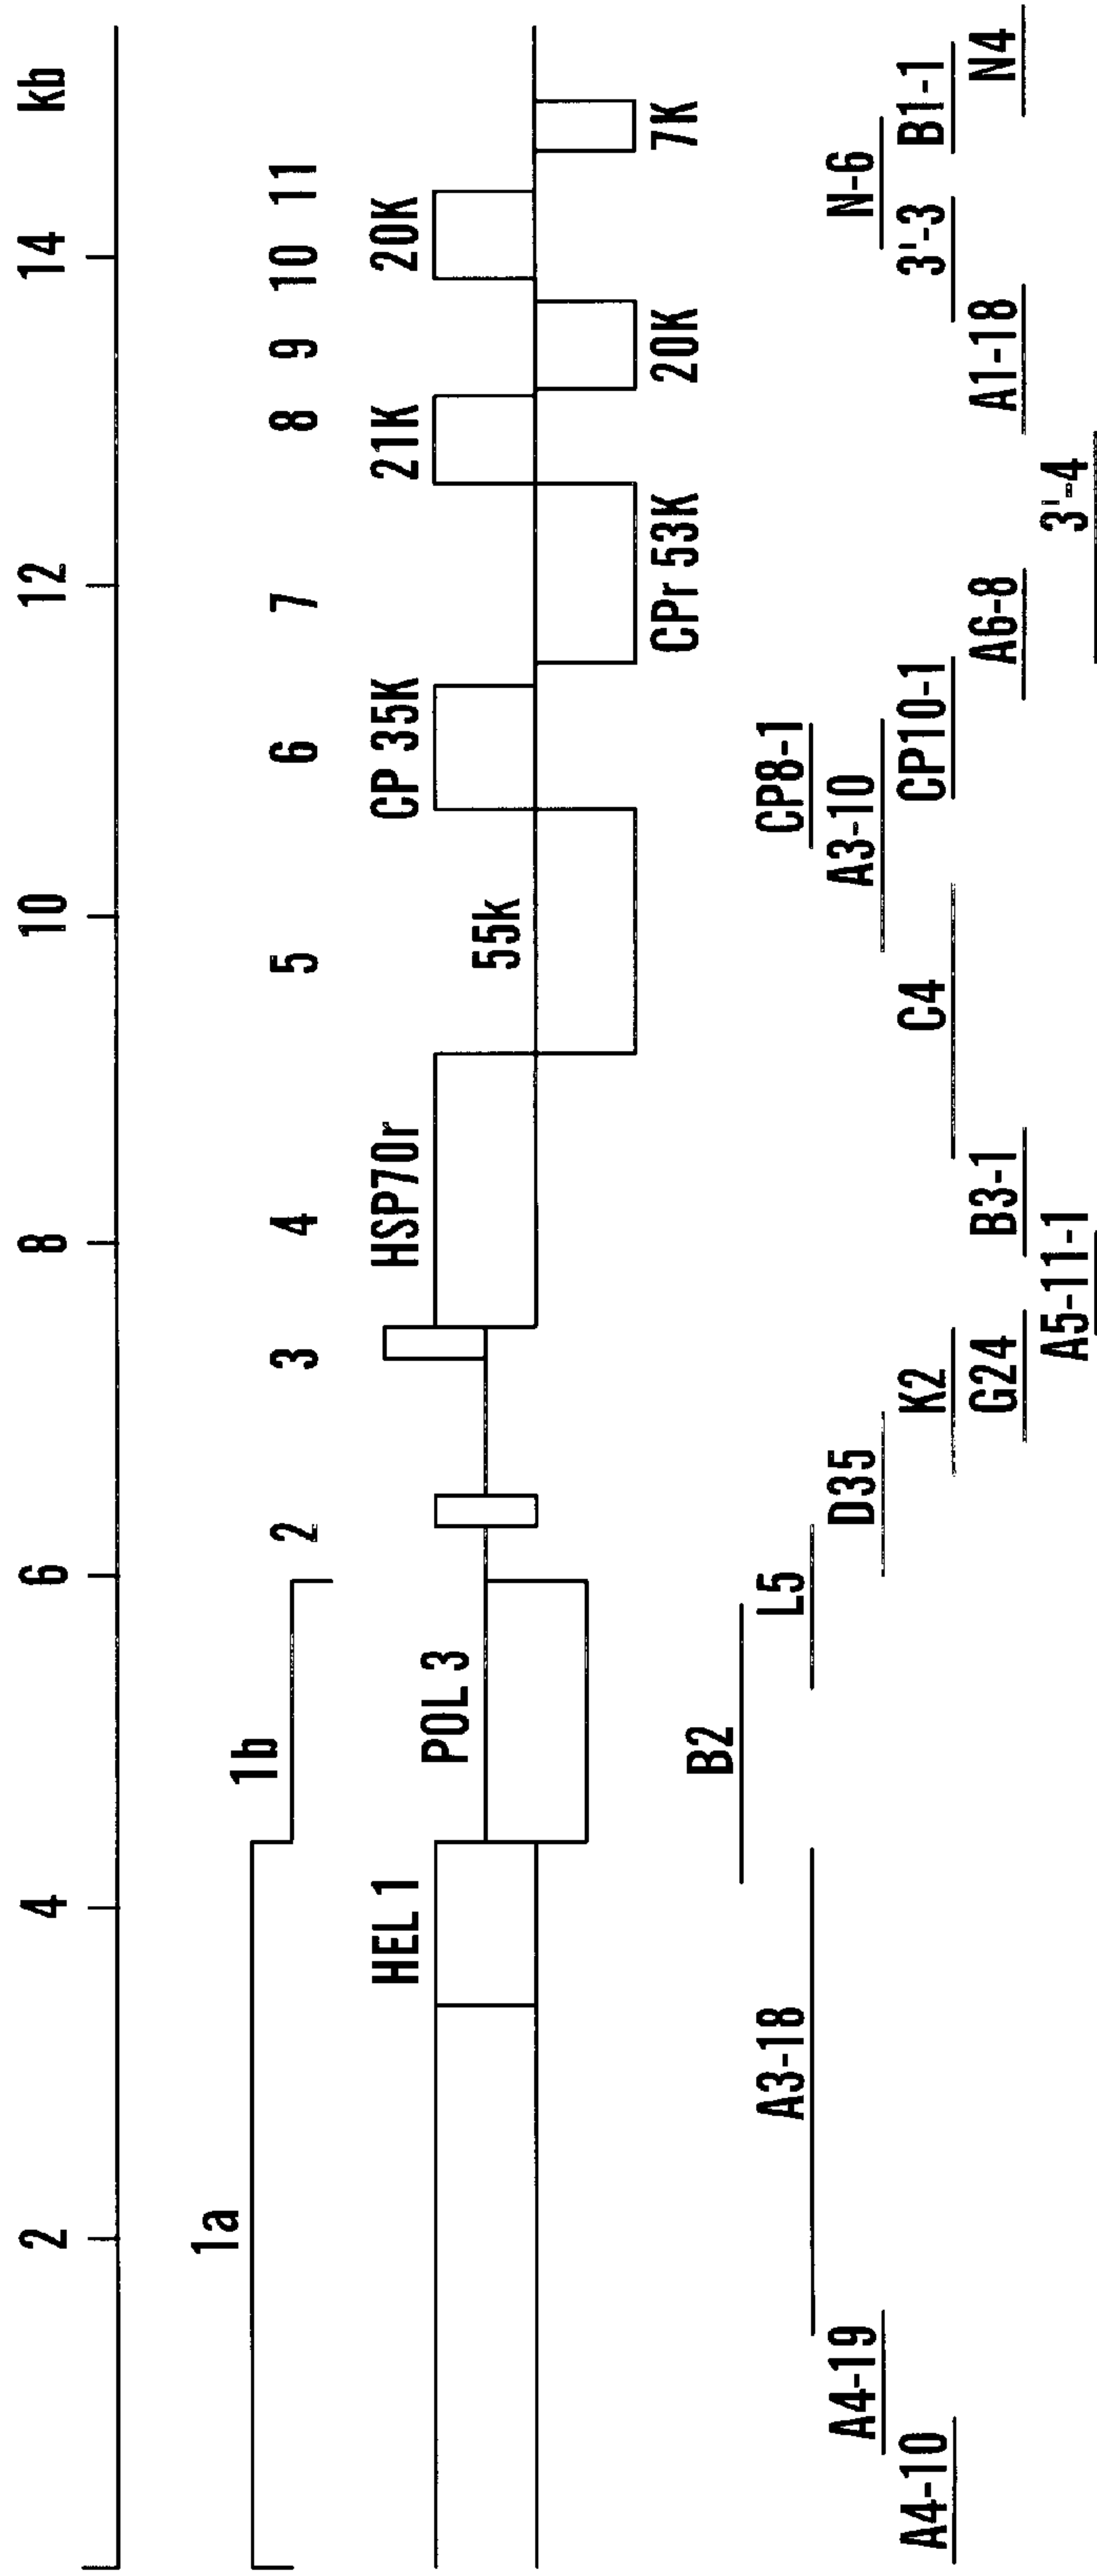 2 4 6 8 10 12 14 kb
1a
1b
2 3 4 5 6 7 8 9 10 11
HEL 1 HSP70r CP 35K 21K 20K
POL 3
55k
CPr 53K 20K 7K
B2
A3-18 L5 CP8-1
A4-19 D35 A3-10 N-6
A4-10 K2 C4 CP10-1 3'-3 B1-1
G24 B3-1 A6-8 A1-18 N4
A5-11-1 3'-4